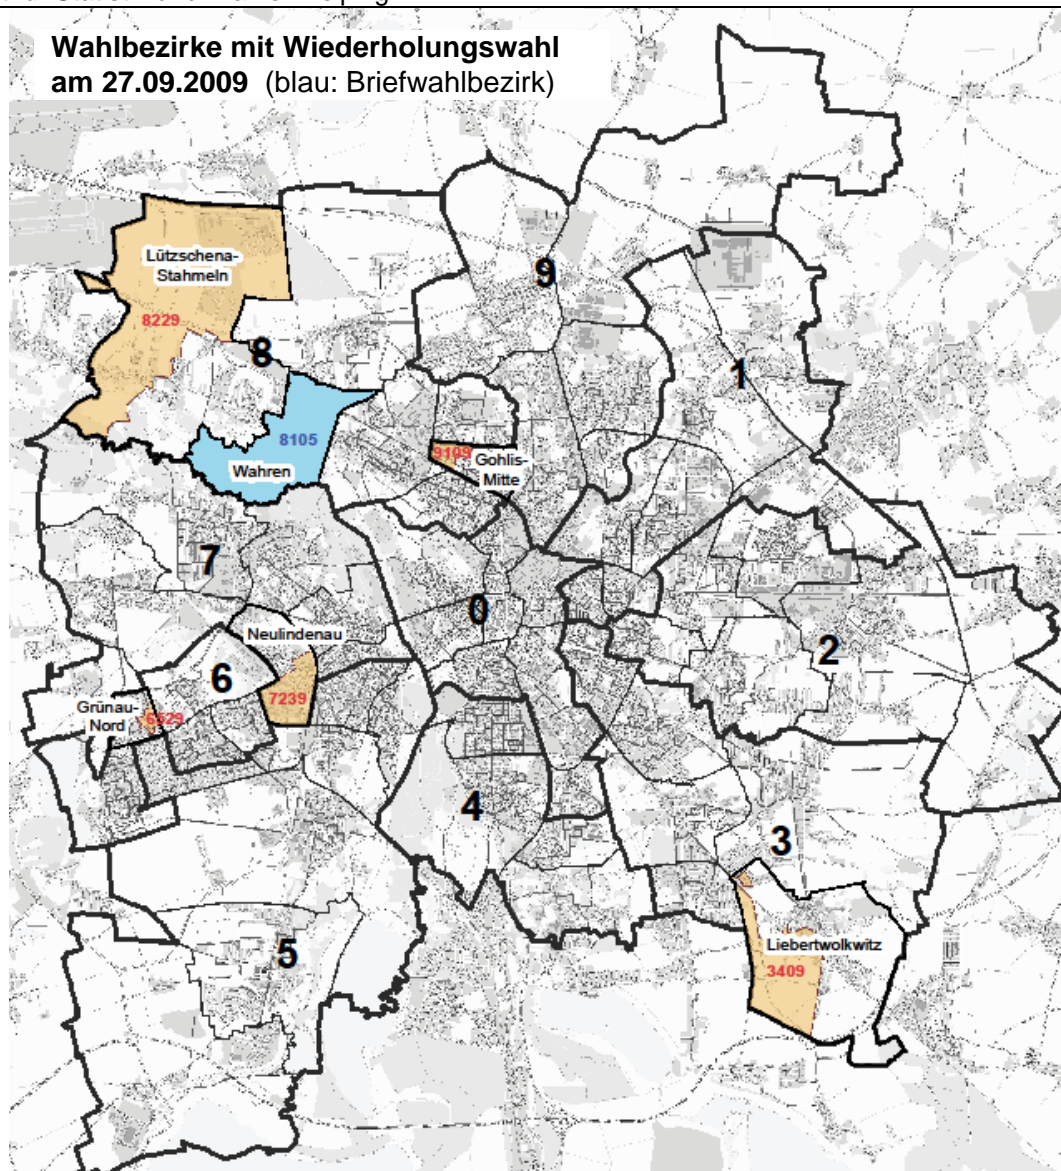 Wahlbezirke mit Wiederholungswahl
am 27.09.2009 (blau: Briefwahlbezirk)
9
Lützschena-
Stahmeln
8229
8
1
8105
9109
Gohlis-
Mitte
Wahren
7
0
Neulindenau
2
6
7239
Grünau-
Nord
6529
4
3
Liebertwolkwitz
5
3409